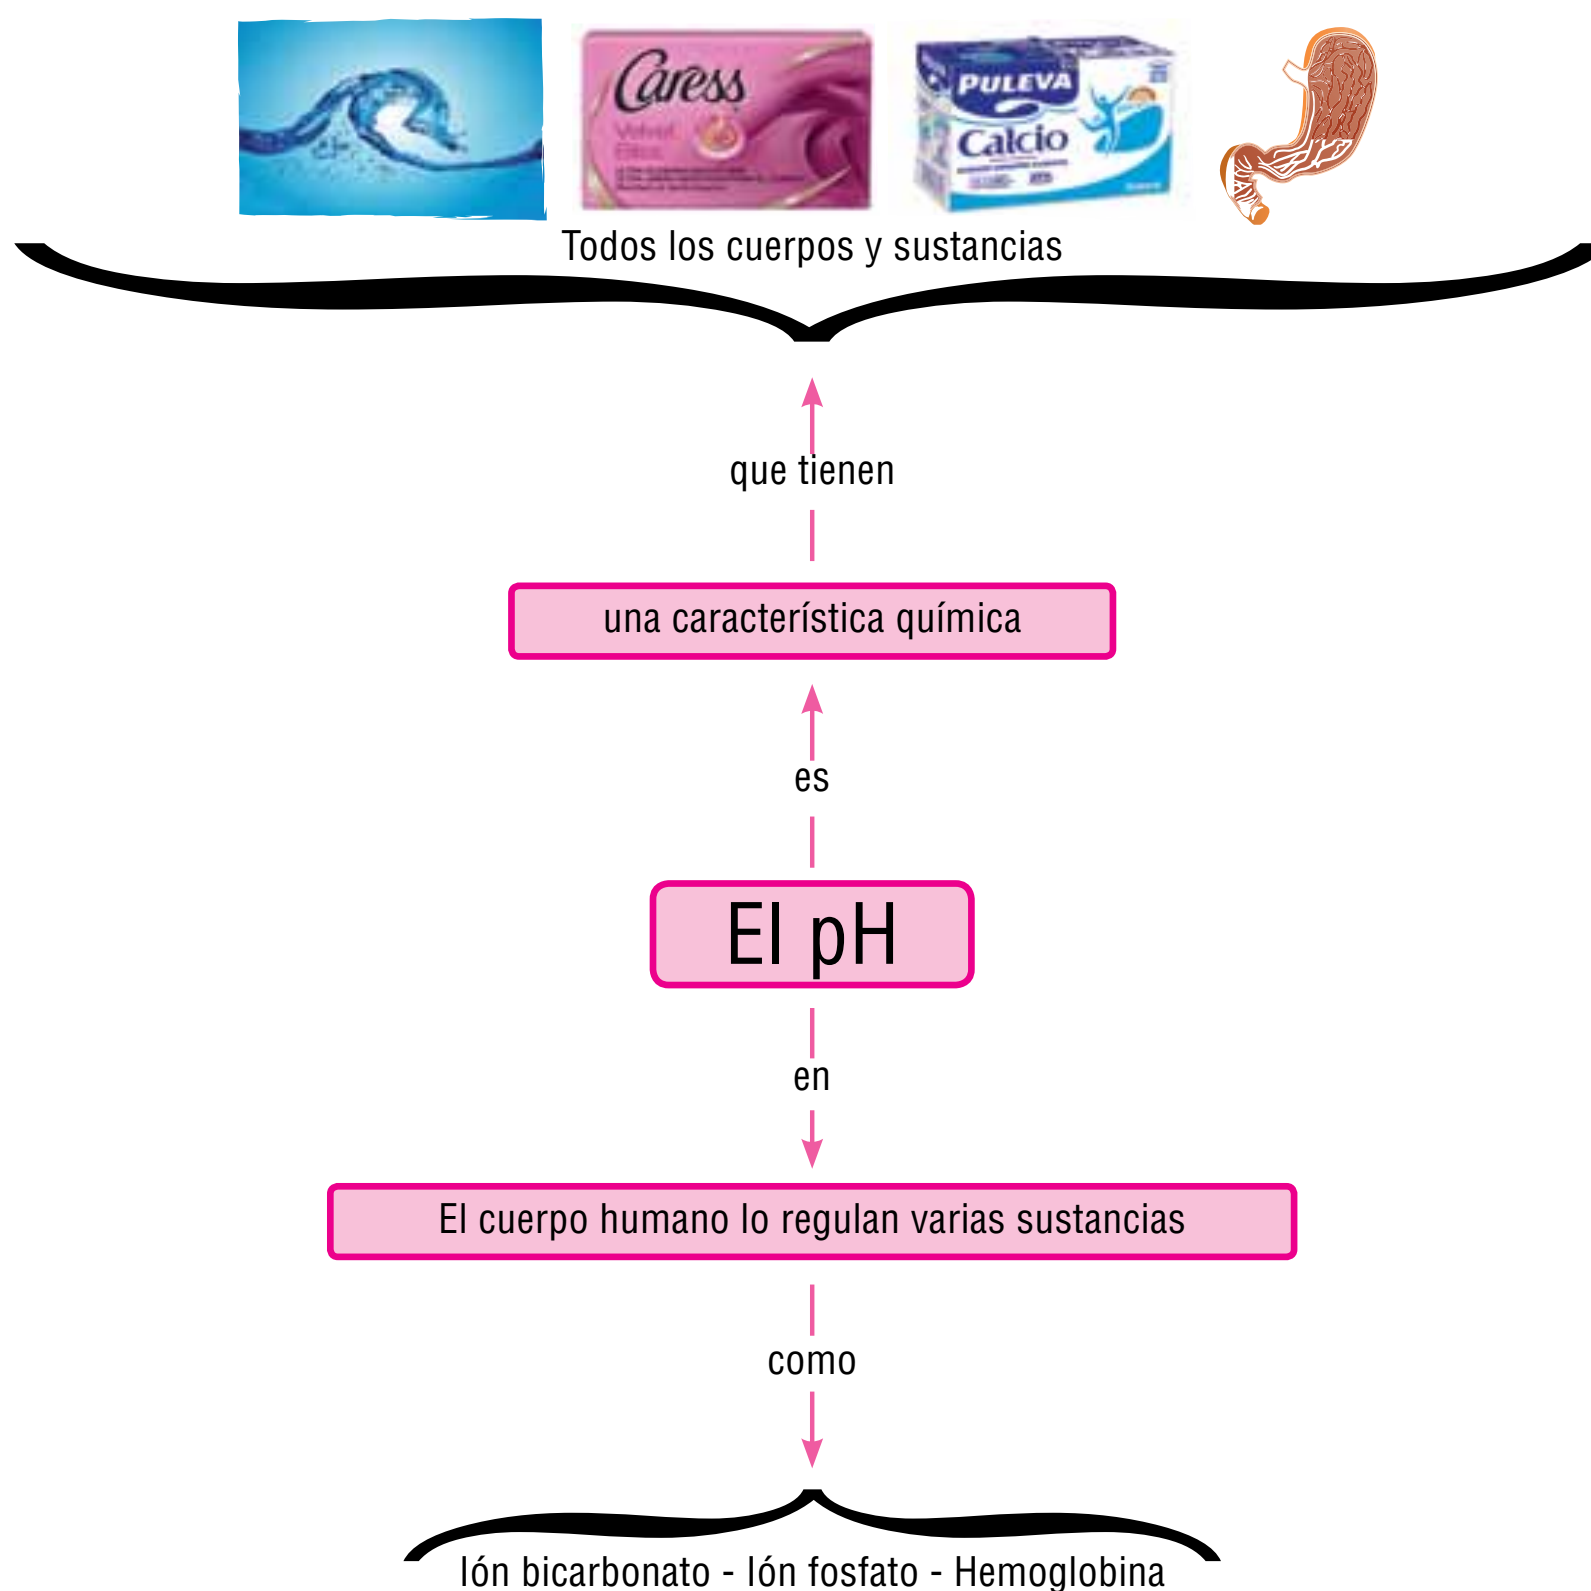 Caress
Velvet
PULEVA
Calcio
Todos los cuerpos y sustancias
que tienen
una característica química
es
El pH
en
El cuerpo humano lo regulan varias sustancias
como
Ión bicarbonato - Ión fosfato - Hemoglobina